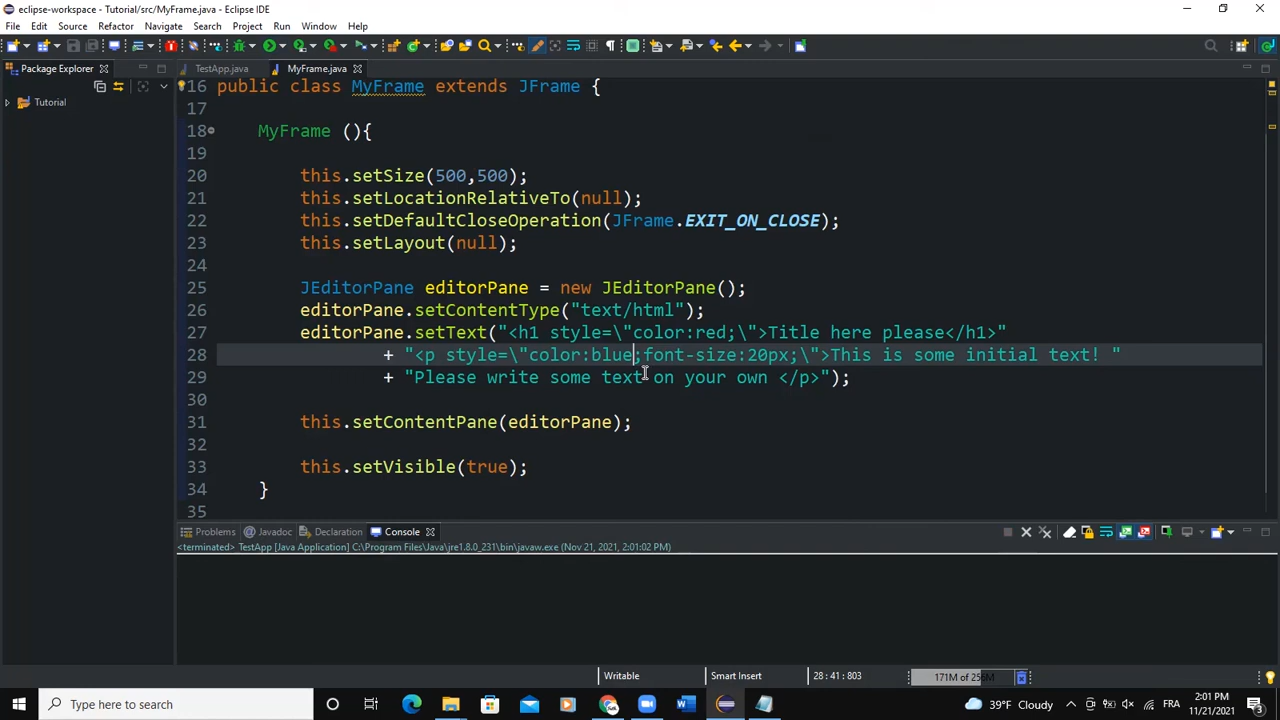 eclipse-workspace - Tutorial/src/MyFrame.java - Eclipse IDE
File Edit Source Refactor Navigate Search Project Run Window Help
Package Explorer
TestApp.java MyFrame.java
Tutorial
16 public class MyFrame extends JFrame {
17
18 MyFrame (){
19
20 this.setSize(500,500);
21 this.setLocationRelativeTo(null);
22 this.setDefaultCloseOperation(JFrame.EXIT_ON_CLOSE);
23 this.setLayout(null);
24
25 JEditorPane editorPane = new JEditorPane();
26 editorPane.setContentType("text/html");
27 editorPane.setText("<h1 style=\"color:red;\">Title here please</h1>"
28 + "<p style=\"color:blue;font-size:20px;\">This is some initial text! "
29 + "Please write some text on your own </p>");
30
31 this.setContentPane(editorPane);
32
33 this.setVisible(true);
34 }
35
Problems Javadoc Declaration Console
<terminated> TestApp [Java Application] C:\Program Files\Java\jre1.8.0_231\bin\javaw.exe (Nov 21, 2021, 2:01:02 PM)
Writable Smart Insert 28 : 41 : 803 171M of 256M
Type here to search
39°F Cloudy FRA 2:01 PM
11/21/2021
3